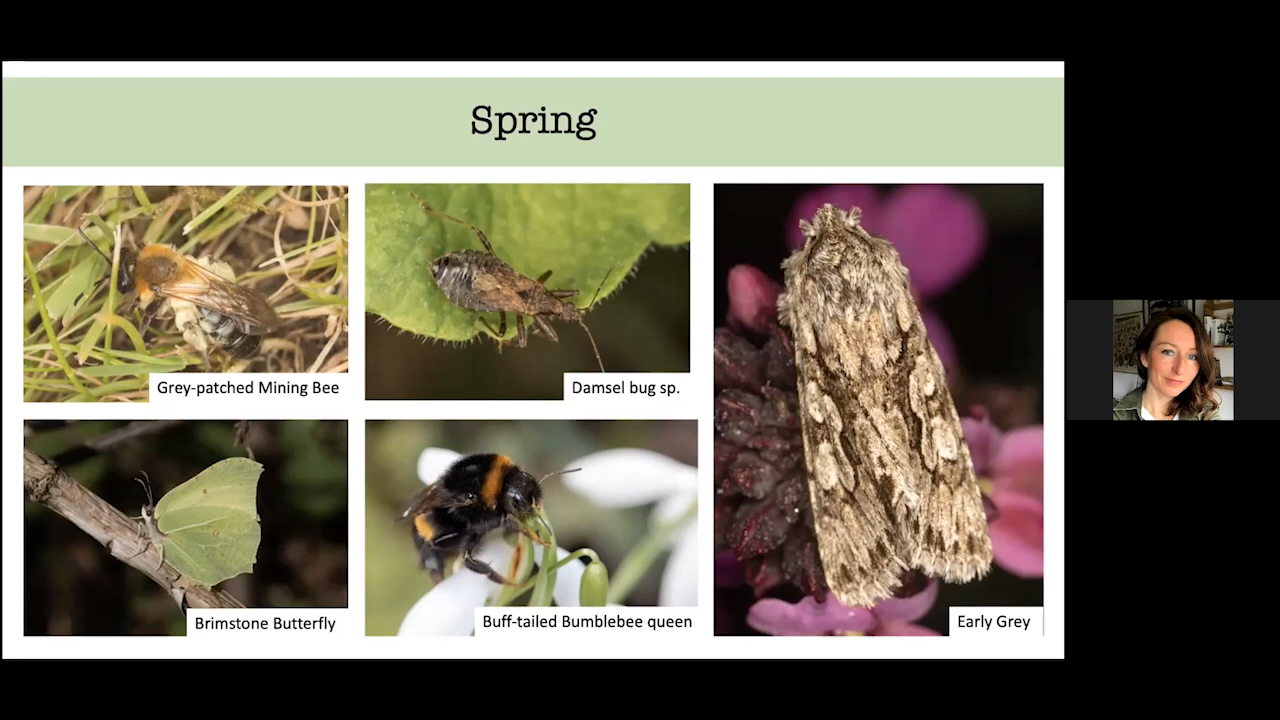 Spring
Grey-patched Mining Bee
Damsel bug sp.
Brimstone Butterfly
Buff-tailed Bumblebee queen
Early Grey